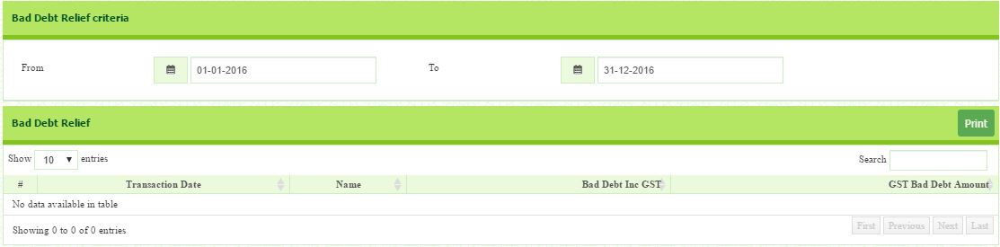 Bad Debt Relief criteria
From 01-01-2016 To 31-12-2016
Bad Debt Relief Print
Show 10 entries Search
# Transaction Date Name Bad Debt Inc GST GST Bad Debt Amount
No data available in table
Showing 0 to 0 of 0 entries First Previous Next Last